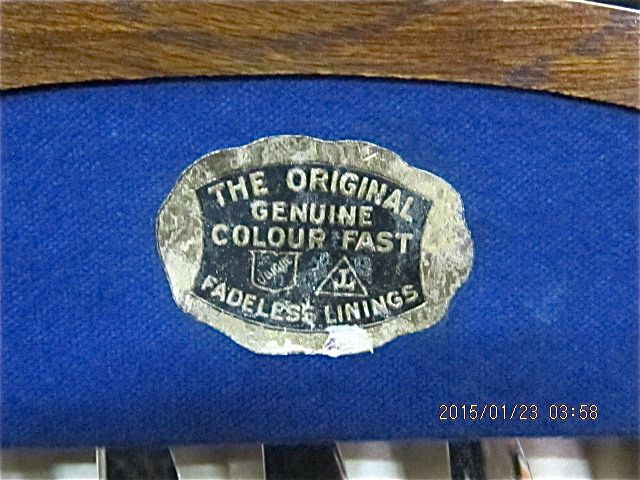 THE ORIGINAL
GENUINE
COLOUR FAST
FADELESS LININGS
2015/01/23 03:58